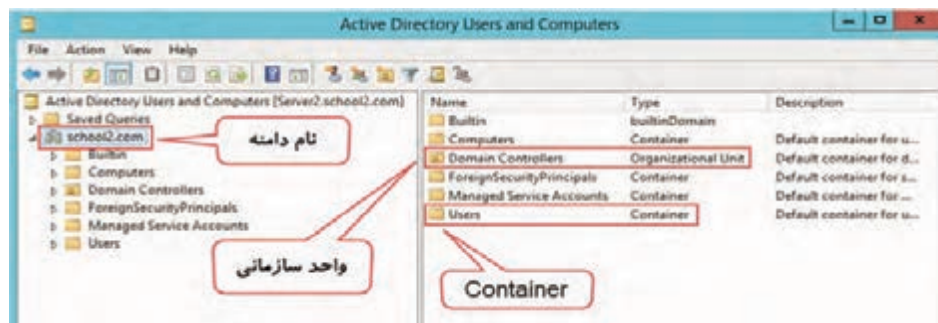 Active Directory Users and Computers
File Action View Help
Active Directory Users and Computers [Server2.school2.com]
Saved Queries
school2.com
Builtin
Computers
Domain Controllers
ForeignSecurityPrincipals
Managed Service Accounts
Users
نام دامنه
واحد سازمانی
Name Type Description
Builtin builtinDomain
Computers Container Default container for u...
Domain Controllers Organizational Unit Default container for d...
ForeignSecurityPrincipals Container Default container for s...
Managed Service Accounts Container Default container for ...
Users Container Default container for u...
Container